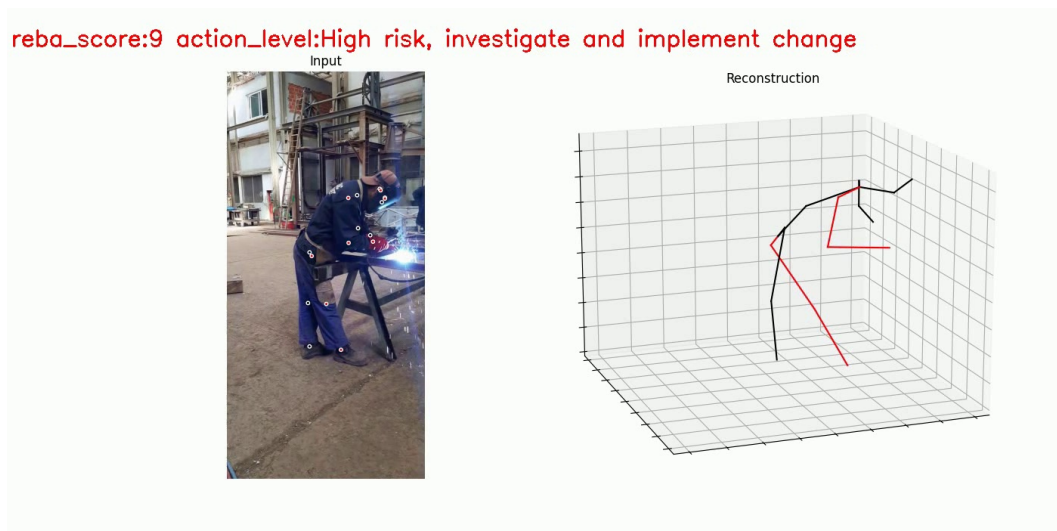 reba_score:9 action_level:High risk, investigate and implement change
Input
Reconstruction